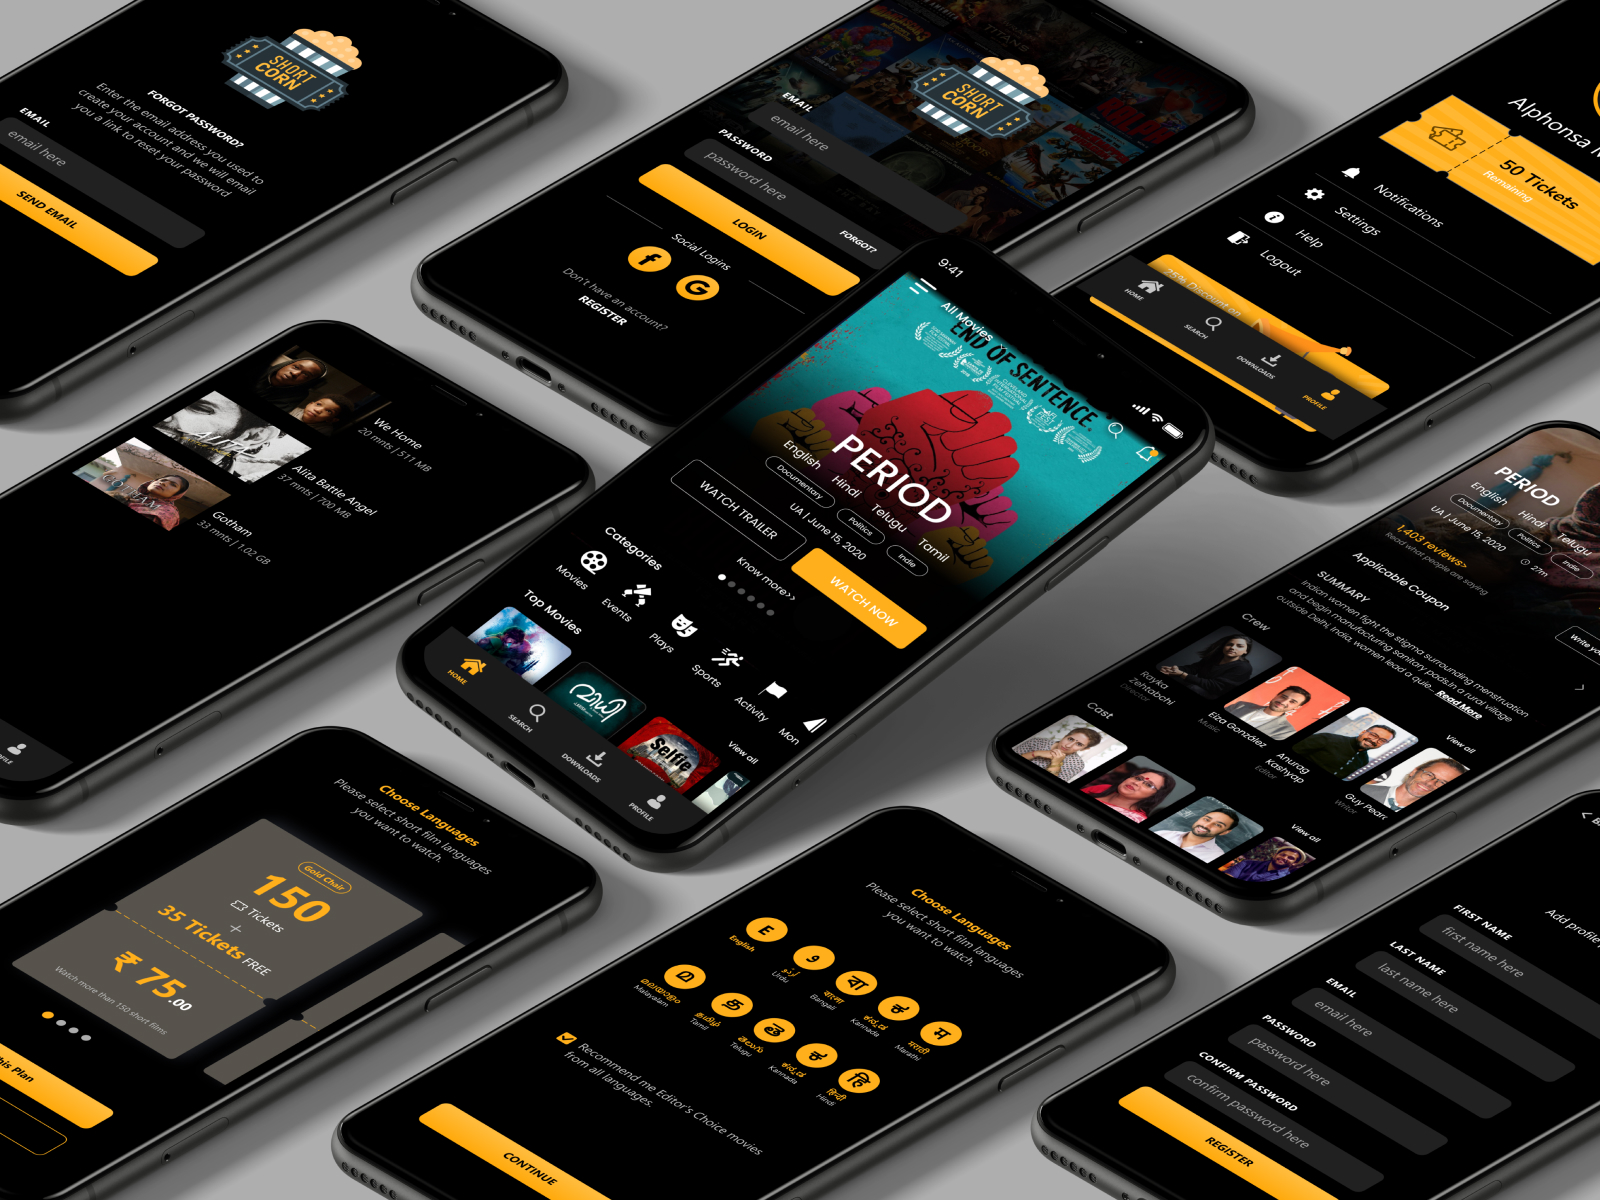 SHORT
CORN
FORGOT PASSWORD?
Enter the email address you used to
create your account and we will email
you a link to reset your password
EMAIL
email here
SEND EMAIL
SHORT
CORN
EMAIL
email here
PASSWORD
password here
FORGOT?
LOGIN
Social Logins
f
G
Don't have an account?
REGISTER
Alphonsa
50 Tickets
Remaining
Notifications
Settings
Help
Logout
25% Discount on
HOME
SEARCH
DOWNLOADS
PROFILE
We Home
20 mnts | 511 MB
Alita Battle Angel
37 mnts | 700 MB
Gotham
33 mnts | 1.02 GB
9:41
All Movies
END OF SENTENCE.
PERIOD
English Hindi Telugu Tamil
Documentary Politics Indie
UA | June 15, 2020
WATCH TRAILER
WATCH NOW
Know more>>
Categories
Movies
Events
Plays
Sports
Activity
Mon
Top Movies
View all
Selfie
HOME
SEARCH
DOWNLOADS
PROFILE
PERIOD
English Hindi Telugu
Documentary Politics Indie
UA | June 15, 2020
27m
1,403 reviews>
Read what people are saying
Write
Applicable Coupon
SUMMARY
Indian women fight the stigma surrounding menstruation
and begin manufacturing sanitary pads.In a rural village
outside Delhi, India, women lead a quie.. Read More
Crew
View all
Rayka
Zehtabchi
Director
Eiza González
Music
Anurag
Kashyap
Editor
Guy Pearc
Writer
Cast
View all
Choose Languages
Please select short film languages
you want to watch.
Gold Chair
150
Tickets
+
35 Tickets FREE
₹ 75.00
Watch more than 150 short films
his Plan
Choose Languages
Please select short film languages
you want to watch.
E
English
Urdu
বা
বাংলা
Bangali
ಕ
ಕನ್ನಡ
Kannada
म
मराठी
Marathi
മ
മലയാളം
Malayalam
த
தமிழ்
Tamil
తె
తెలుగు
Telugu
ಕ
ಕನ್ನಡ
Kannada
हि
हिन्दी
Hindi
Recommend me Editor's Choice movies
from all languages.
CONTINUE
Add profile
FIRST NAME
first name here
LAST NAME
last name here
EMAIL
email here
PASSWORD
password here
CONFIRM PASSWORD
confirm password here
REGISTER